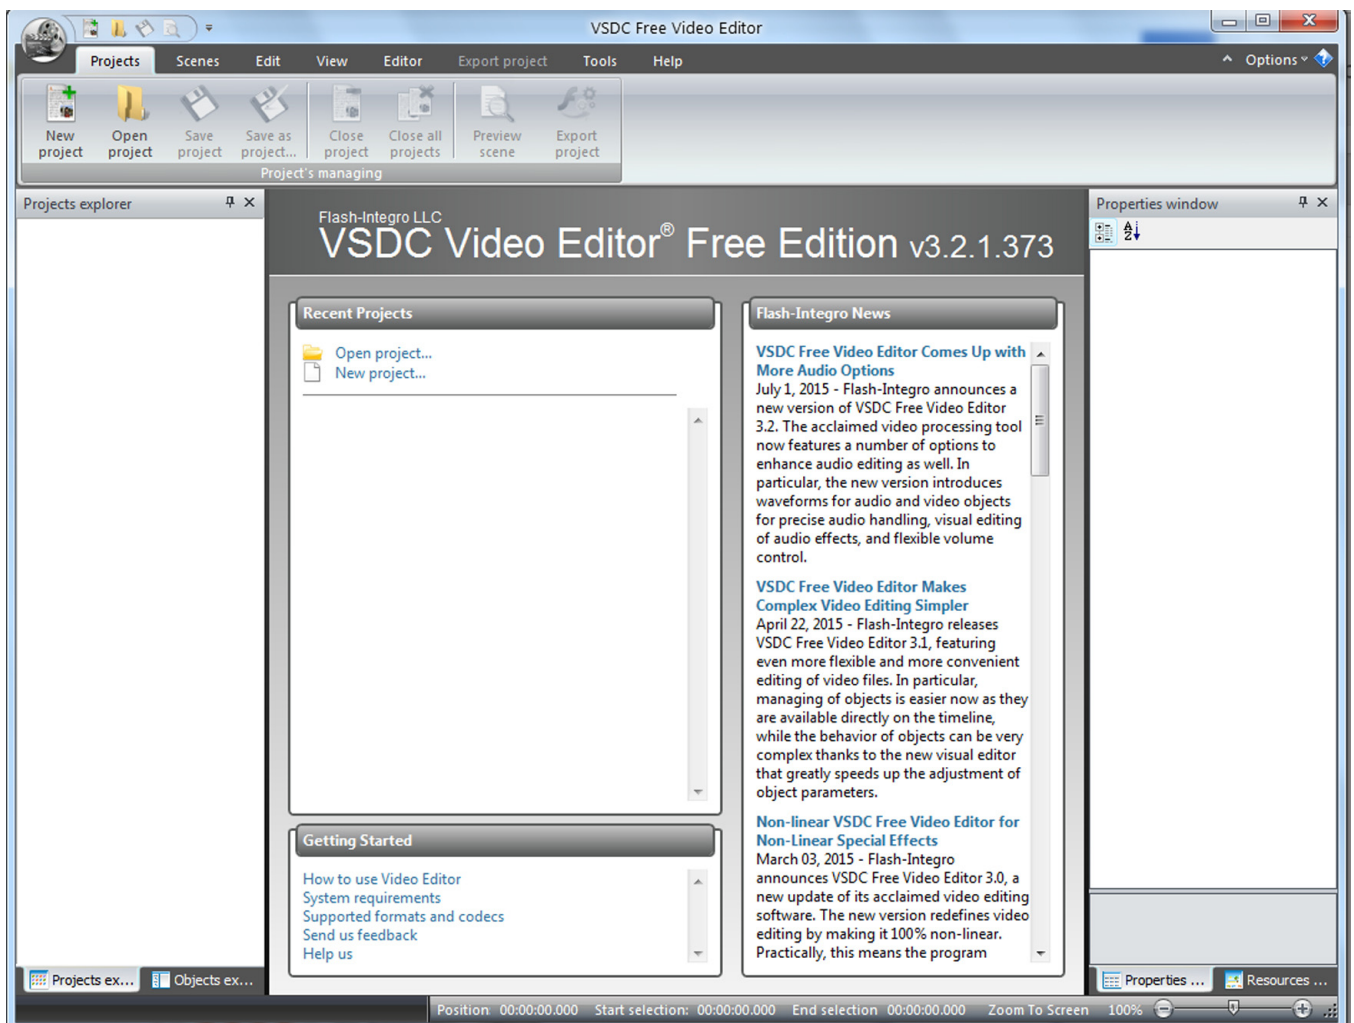 VSDC Free Video Editor
Projects Scenes Edit View Editor Export project Tools Help Options
New project
Open project
Save project
Save as project...
Close project
Close all projects
Preview scene
Export project
Project's managing
Projects explorer
Flash-Integro LLC
VSDC Video Editor® Free Edition v3.2.1.373
Properties window
Recent Projects
Open project...
New project...
Getting Started
How to use Video Editor
System requirements
Supported formats and codecs
Send us feedback
Help us
Flash-Integro News
VSDC Free Video Editor Comes Up with
More Audio Options
July 1, 2015 - Flash-Integro announces a
new version of VSDC Free Video Editor
3.2. The acclaimed video processing tool
now features a number of options to
enhance audio editing as well. In
particular, the new version introduces
waveforms for audio and video objects
for precise audio handling, visual editing
of audio effects, and flexible volume
control.
VSDC Free Video Editor Makes
Complex Video Editing Simpler
April 22, 2015 - Flash-Integro releases
VSDC Free Video Editor 3.1, featuring
even more flexible and more convenient
editing of video files. In particular,
managing of objects is easier now as they
are available directly on the timeline,
while the behavior of objects can be very
complex thanks to the new visual editor
that greatly speeds up the adjustment of
object parameters.
Non-linear VSDC Free Video Editor for
Non-Linear Special Effects
March 03, 2015 - Flash-Integro
announces VSDC Free Video Editor 3.0, a
new update of its acclaimed video editing
software. The new version redefines video
editing by making it 100% non-linear.
Practically, this means the program
Projects ex... Objects ex...
Properties ... Resources ...
Position 00:00:00.000 Start selection: 00:00:00.000 End selection 00:00:00.000 Zoom To Screen 100%